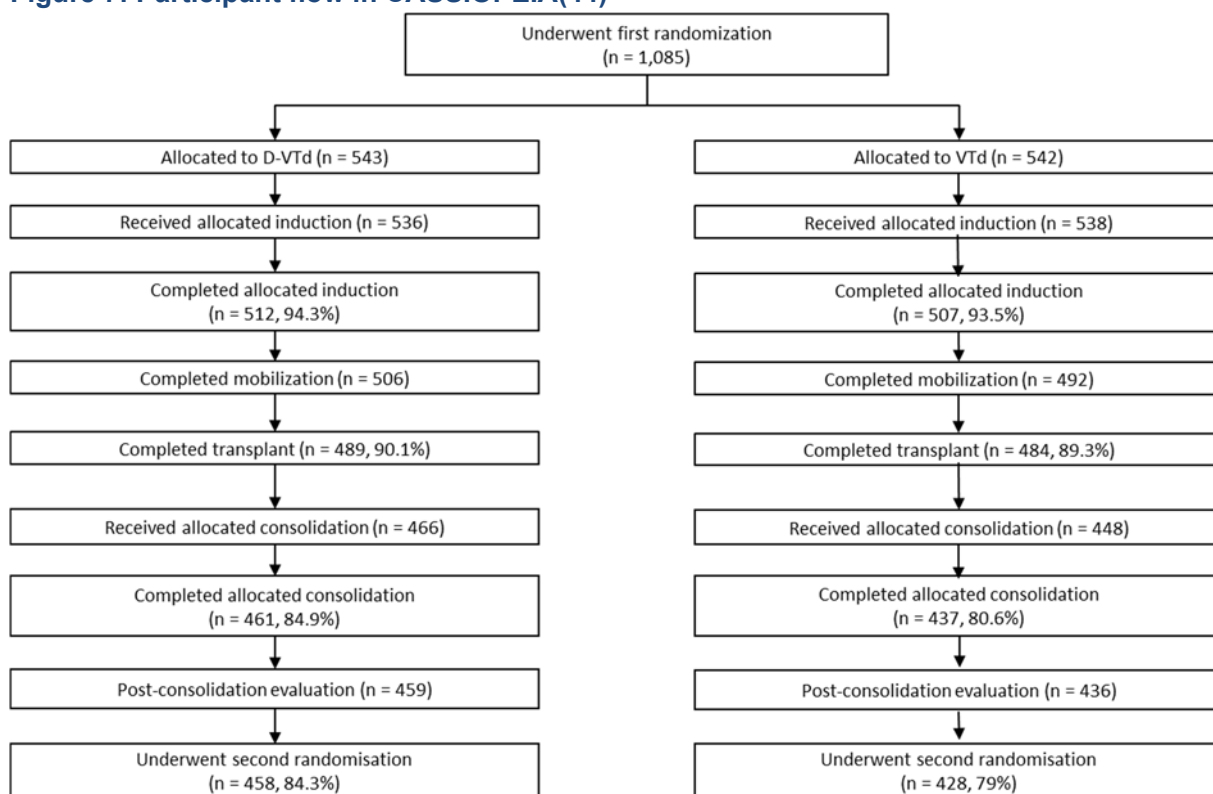 Underwent first randomization
(n = 1,085)
Allocated to D-VTd (n = 543)
Allocated to VTd (n = 542)
Received allocated induction (n = 536)
Received allocated induction (n = 538)
Completed allocated induction
(n = 512, 94.3%)
Completed allocated induction
(n = 507, 93.5%)
Completed mobilization (n = 506)
Completed mobilization (n = 492)
Completed transplant (n = 489, 90.1%)
Completed transplant (n = 484, 89.3%)
Received allocated consolidation (n = 466)
Received allocated consolidation (n = 448)
Completed allocated consolidation
(n = 461, 84.9%)
Completed allocated consolidation
(n = 437, 80.6%)
Post-consolidation evaluation (n = 459)
Post-consolidation evaluation (n = 436)
Underwent second randomisation
(n = 458, 84.3%)
Underwent second randomisation
(n = 428, 79%)